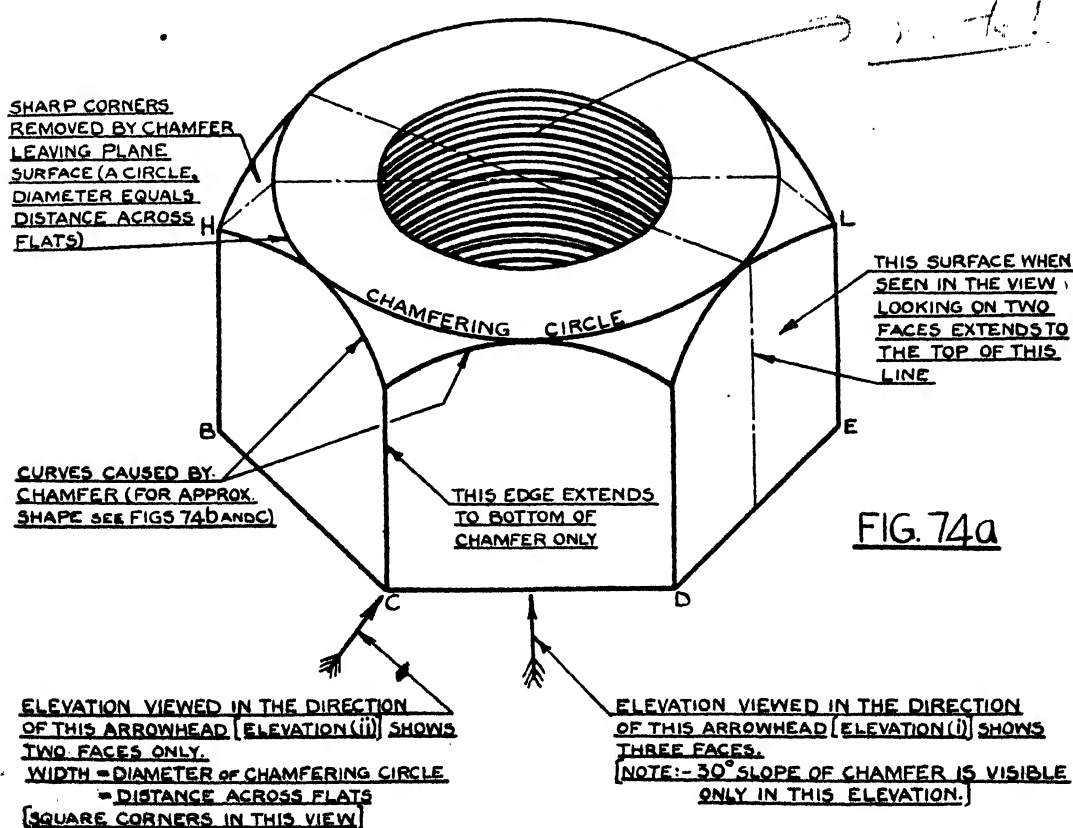 SHARP CORNERS
REMOVED BY CHAMFER
LEAVING PLANE
SURFACE (A CIRCLE,
DIAMETER EQUALS
DISTANCE ACROSS
FLATS)
H
L
THIS SURFACE WHEN
SEEN IN THE VIEW
LOOKING ON TWO
FACES EXTENDS TO
THE TOP OF THIS
LINE
CHAMFERING CIRCLE
B
E
CURVES CAUSED BY
CHAMFER (FOR APPROX.
SHAPE SEE FIGS 74b AND C)
THIS EDGE EXTENDS
TO BOTTOM OF
CHAMFER ONLY
FIG. 74a
C
D
ELEVATION VIEWED IN THE DIRECTION
OF THIS ARROWHEAD [ELEVATION (ii)] SHOWS
TWO FACES ONLY.
WIDTH = DIAMETER OF CHAMFERING CIRCLE
= DISTANCE ACROSS FLATS
[SQUARE CORNERS IN THIS VIEW]
ELEVATION VIEWED IN THE DIRECTION
OF THIS ARROWHEAD [ELEVATION (i)] SHOWS
THREE FACES.
[NOTE:- 30° SLOPE OF CHAMFER IS VISIBLE
ONLY IN THIS ELEVATION.]